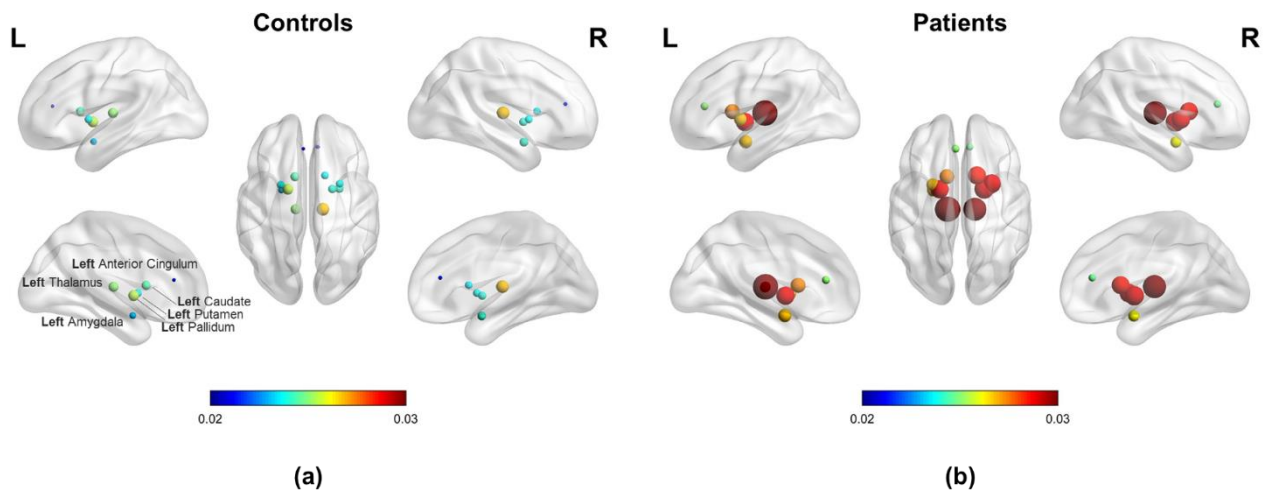 Controls
Patients
L
R
L
R
Left Anterior Cingulum
Left Thalamus
Left Caudate
Left Putamen
Left Pallidum
Left Amygdala
0.02
0.03
0.02
0.03
(a)
(b)